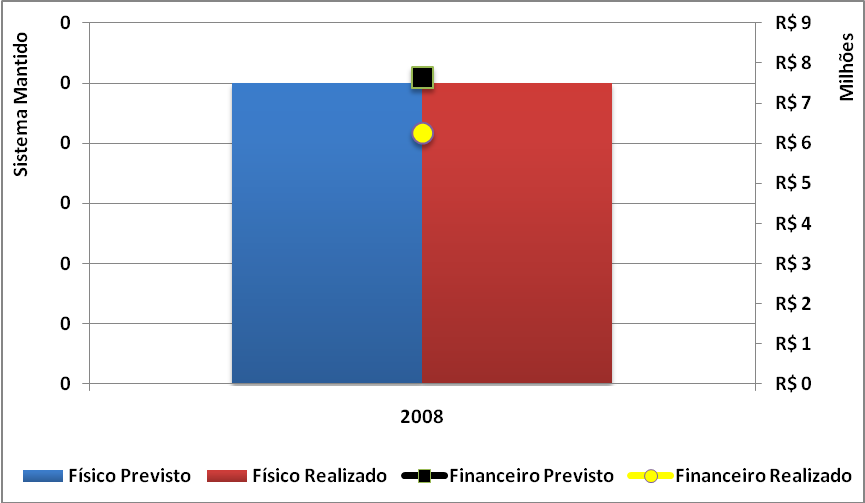 Sistema Mantido
0
0
0
0
0
0
0
R$ 9
R$ 8
R$ 7
R$ 6
R$ 5
R$ 4
R$ 3
R$ 2
R$ 1
R$ 0
Milhões
2008
Físico Previsto Físico Realizado Financeiro Previsto Financeiro Realizado